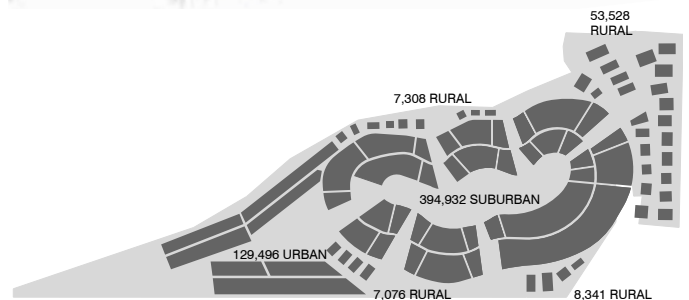 53,528
RURAL
7,308 RURAL
394,932 SUBURBAN
129,496 URBAN
7,076 RURAL
8,341 RURAL